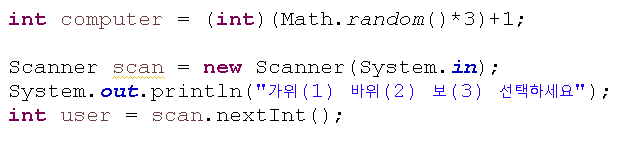 int computer = (int)(Math.random()*3)+1;
Scanner scan = new Scanner(System.in);
System.out.println("가위(1) 바위(2) 보(3) 선택하세요");
int user = scan.nextInt();